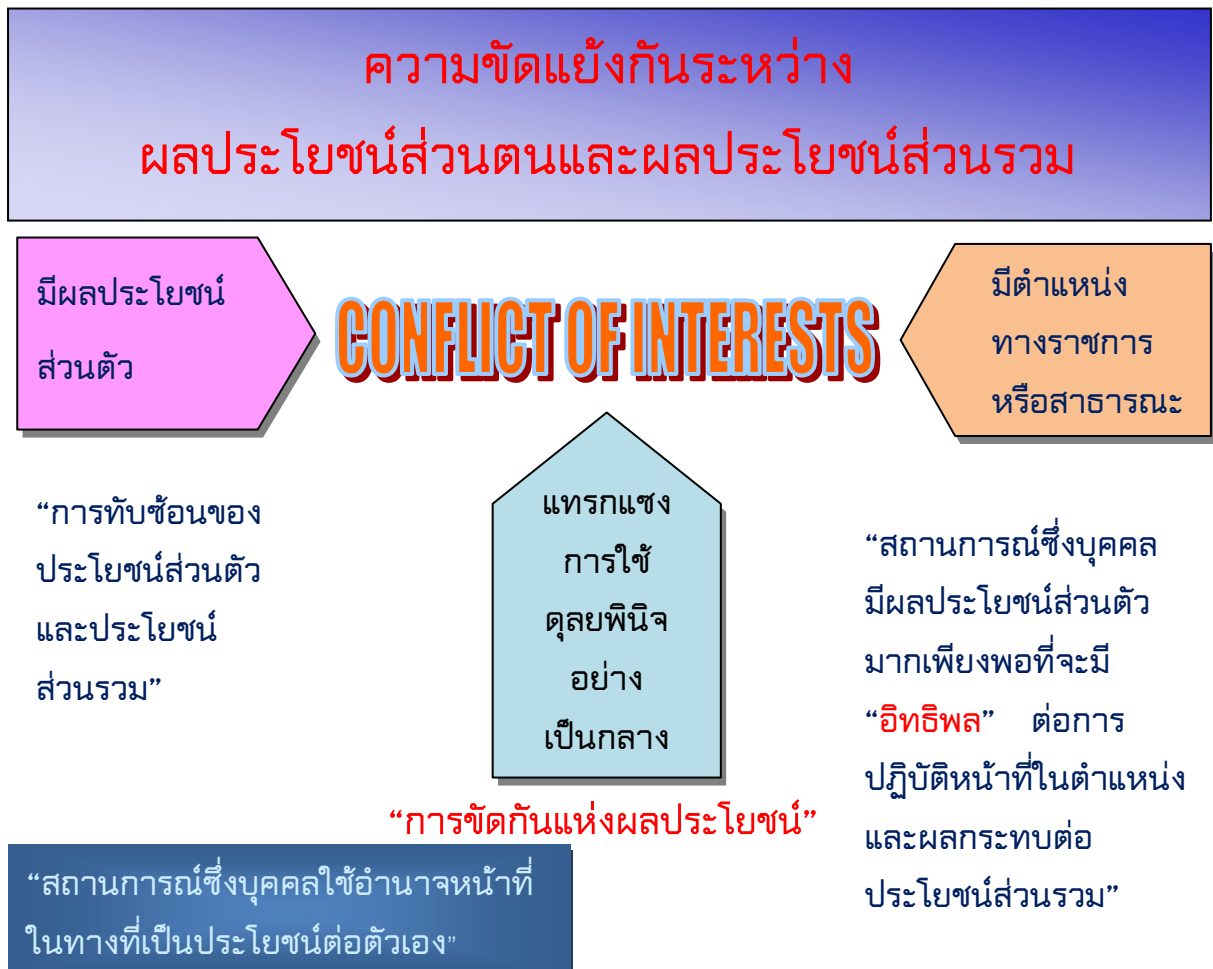 ความขัดแย้งกันระหว่าง
ผลประโยชน์ส่วนตนและผลประโยชน์ส่วนรวม
มีผลประโยชน์
ส่วนตัว
CONFLICT OF INTERESTS
มีตำแหน่ง
ทางราชการ
หรือสาธารณะ
“การทับซ้อนของ
ประโยชน์ส่วนตัว
และประโยชน์
ส่วนรวม”
แทรกแซง
การใช้
ดุลยพินิจ
อย่าง
เป็นกลาง
“สถานการณ์ซึ่งบุคคล
มีผลประโยชน์ส่วนตัว
มากเพียงพอที่จะมี
“อิทธิพล” ต่อการ
ปฏิบัติหน้าที่ในตำแหน่ง
และผลกระทบต่อ
ประโยชน์ส่วนรวม”
“การขัดกันแห่งผลประโยชน์”
“สถานการณ์ซึ่งบุคคลใช้อำนาจหน้าที่
ในทางที่เป็นประโยชน์ต่อตัวเอง”